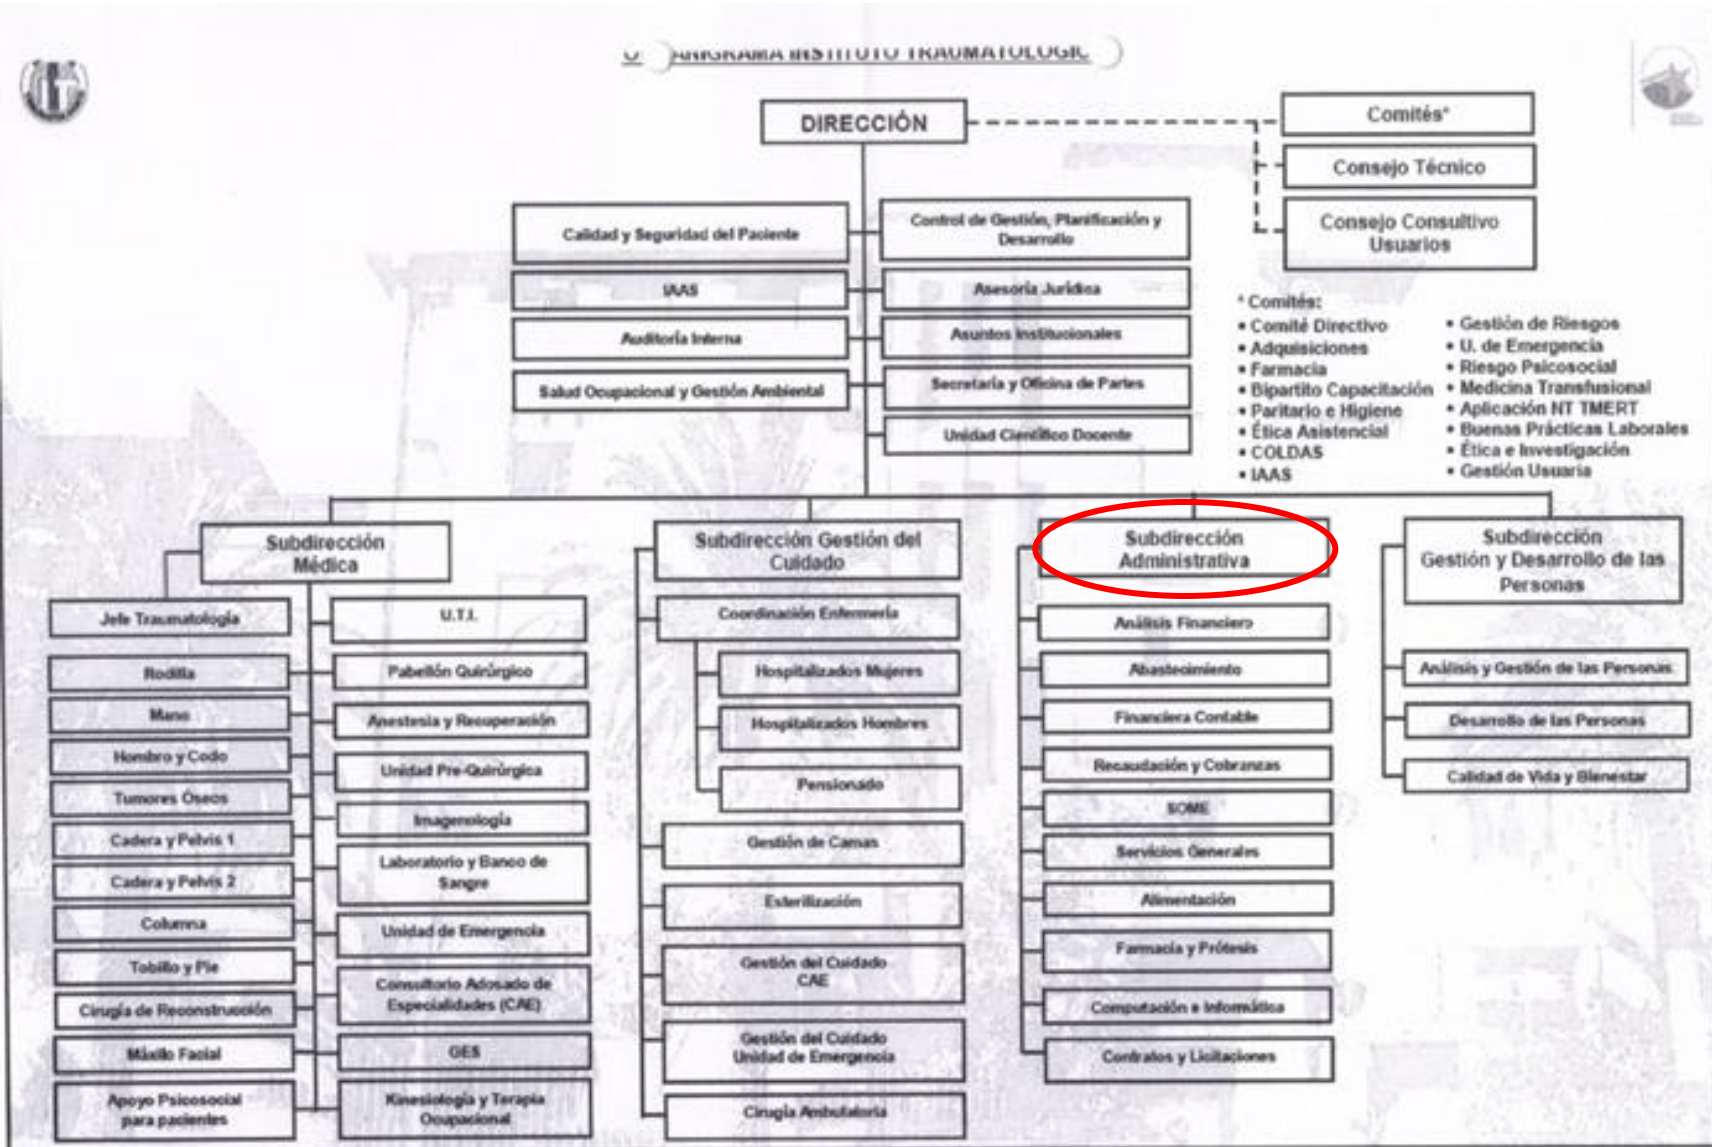 ANIGRAMA INSTITUTO TRAUMATOLOGIC
DIRECCIÓN
Comités*
Consejo Técnico
Consejo Consultivo
Usuarios
Calidad y Seguridad del Paciente
Control de Gestión, Planificación y
Desarrollo
IAAS
Asesoría Jurídica
Auditoría Interna
Asuntos Institucionales
Salud Ocupacional y Gestión Ambiental
Secretaría y Oficina de Partes
Unidad Científico Docente
* Comités:
• Comité Directivo
• Adquisiciones
• Farmacia
• Bipartito Capacitación
• Paritario e Higiene
• Ética Asistencial
• COLDAS
• IAAS
• Gestión de Riesgos
• U. de Emergencia
• Riesgo Psicosocial
• Medicina Transfusional
• Aplicación NT TMERT
• Buenas Prácticas Laborales
• Ética e Investigación
• Gestión Usuaria
Subdirección
Médica
Jefe Traumatología
Rodilla
Mano
Hombro y Codo
Tumores Óseos
Cadera y Pelvis 1
Cadera y Pelvis 2
Columna
Tobillo y Pie
Cirugía de Reconstrucción
Máxilo Facial
Apoyo Psicosocial
para pacientes
U.T.I.
Pabellón Quirúrgico
Anestesia y Recuperación
Unidad Pre-Quirúrgica
Imagenología
Laboratorio y Banco de
Sangre
Unidad de Emergencia
Consultorio Adosado de
Especialidades (CAE)
GES
Kinesiología y Terapia
Ocupacional
Subdirección Gestión del
Cuidado
Coordinación Enfermería
Hospitalizados Mujeres
Hospitalizados Hombres
Pensionado
Gestión de Camas
Esterilización
Gestión del Cuidado
CAE
Gestión del Cuidado
Unidad de Emergencia
Cirugía Ambulatoria
Subdirección
Administrativa
Análisis Financiero
Abastecimiento
Financiera Contable
Recaudación y Cobranzas
SOME
Servicios Generales
Alimentación
Farmacia y Prótesis
Computación e Informática
Contratos y Licitaciones
Subdirección
Gestión y Desarrollo de las
Personas
Análisis y Gestión de las Personas
Desarrollo de las Personas
Calidad de Vida y Bienestar